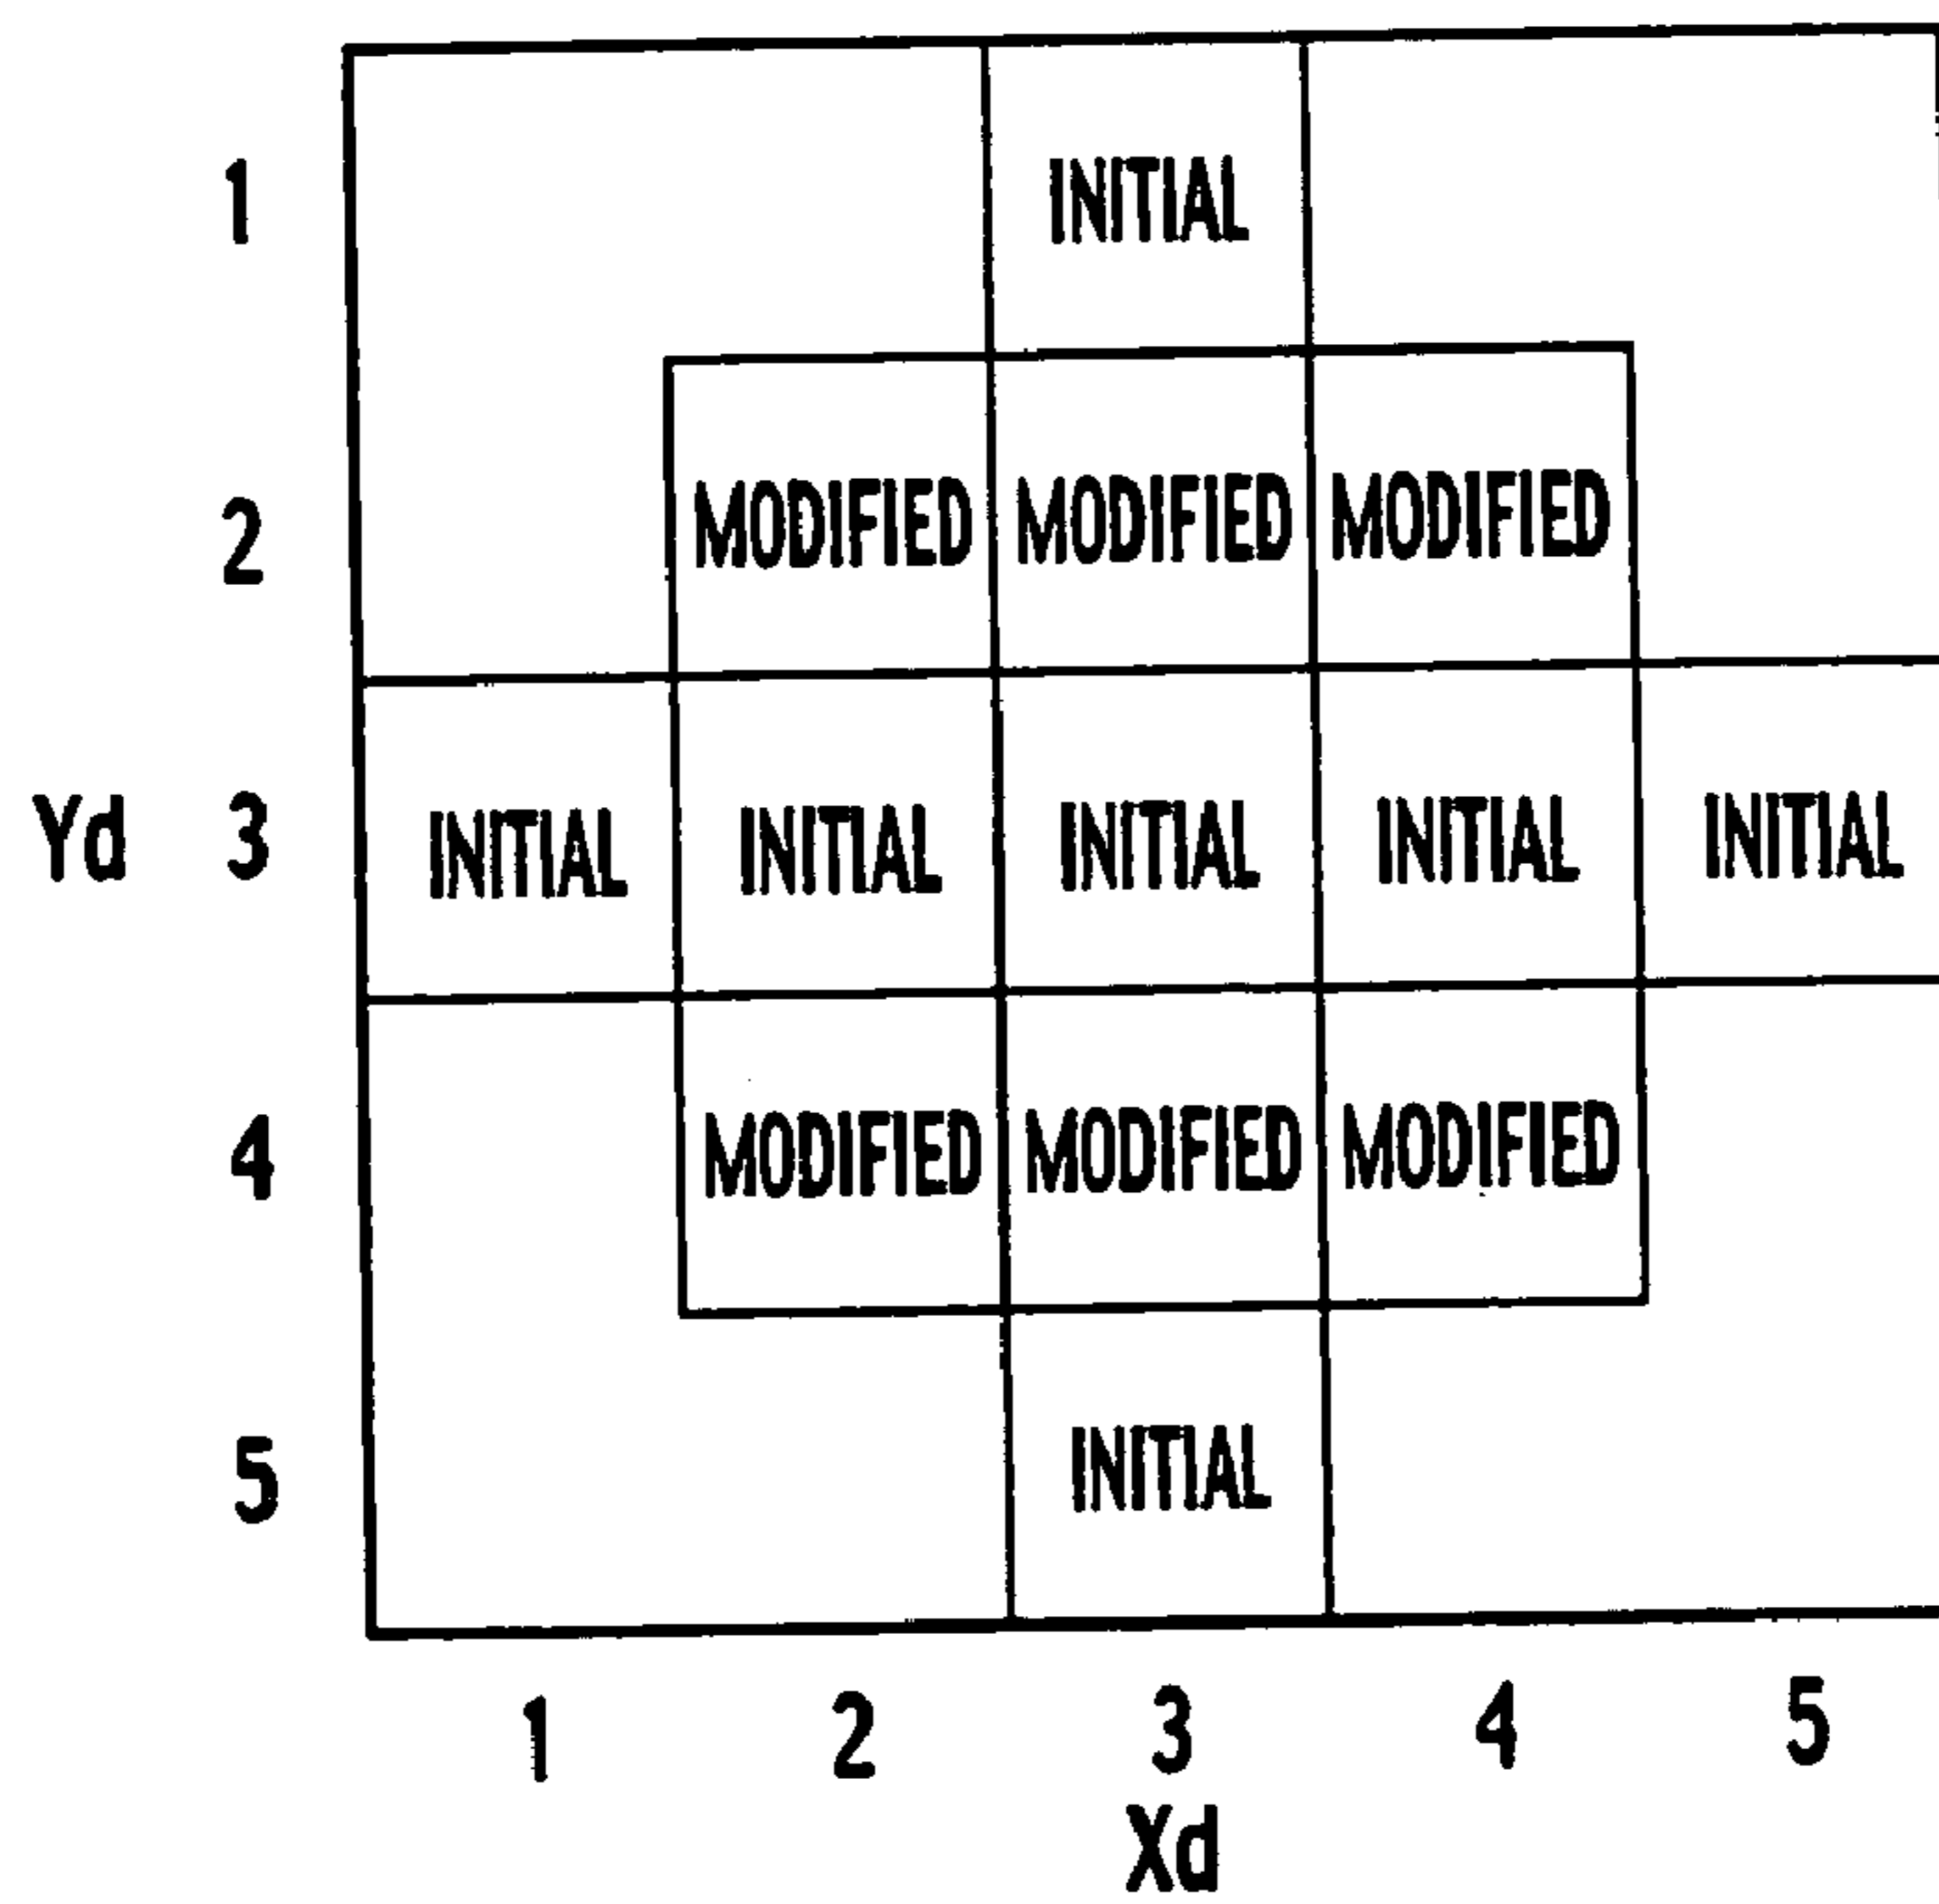 1 INITIAL
2 MODIFIED MODIFIED MODIFIED
Yd 3 INITIAL INITIAL INITIAL INITIAL INITIAL
4 MODIFIED MODIFIED MODIFIED
5 INITIAL
1 2 3 4 5
Xd